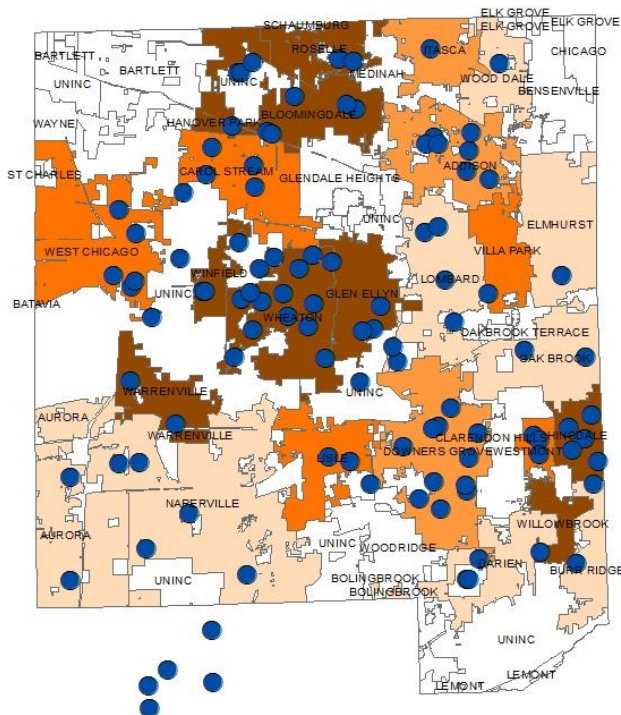 SCHAUMBURG
ELK GROVE
ELK GROVE
ELK GROVE
BARTLETT
BARTLETT
ROSELLE
ITASCA
CHICAGO
UNINC
UNINC
MEDINAH
WOOD DALE
BENSENVILLE
WAYNE
HANOVER PARK
BLOOMINGDALE
ST CHARLES
CAROL STREAM
GLENDALE HEIGHTS
ADDISON
UNINC
ELMHURST
WEST CHICAGO
VILLA PARK
WINFIELD
LOMBARD
BATAVIA
UNINC
GLEN ELLYN
WHEATON
OAKBROOK TERRACE
OAK BROOK
UNINC
WARRENVILLE
AURORA
WARRENVILLE
CLARENDON HILLS
HINSDALE
LISLE
DOWNERS GROVE
WESTMONT
NAPERVILLE
WILLOWBROOK
AURORA
UNINC
WOODRIDGE
UNINC
BOLINGBROOK
BOLINGBROOK
DARIEN
BURR RIDGE
UNINC
LEMONT
LEMONT